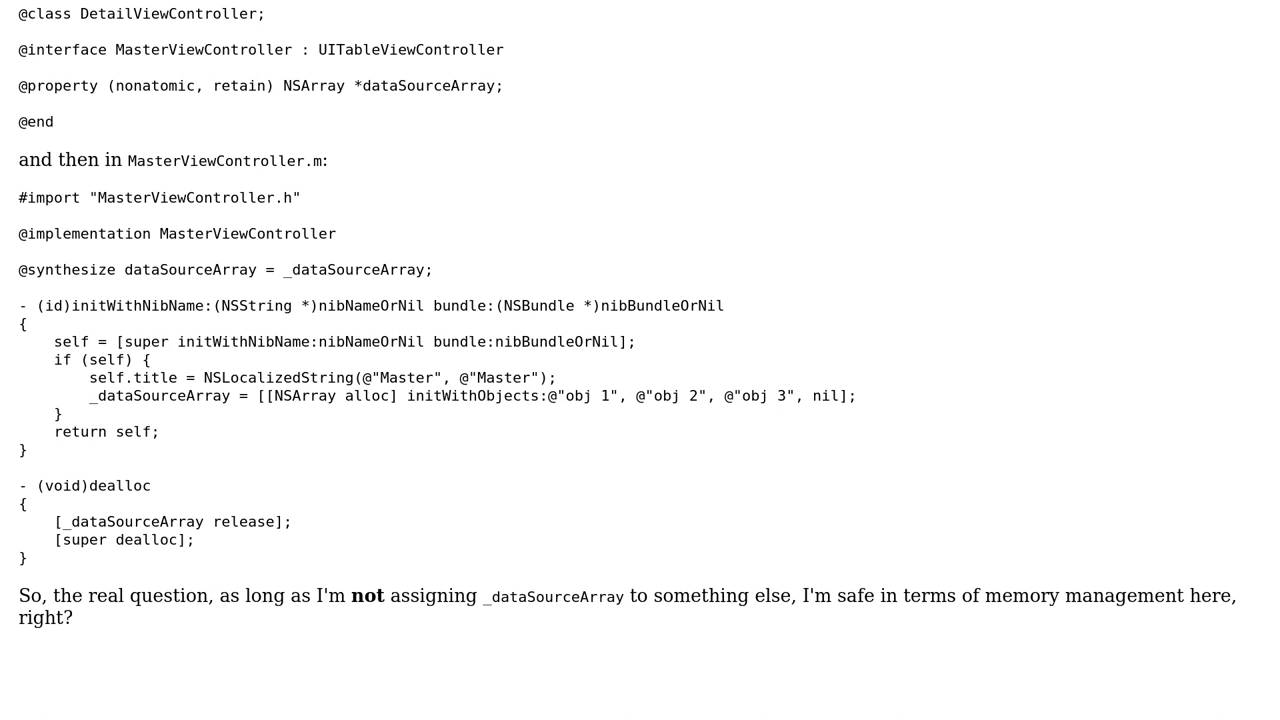 @class DetailViewController;
@interface MasterViewController : UITableViewController
@property (nonatomic, retain) NSArray *dataSourceArray;
@end
and then in MasterViewController.m:
#import "MasterViewController.h"
@implementation MasterViewController
@synthesize dataSourceArray = _dataSourceArray;
- (id)initWithNibName:(NSString *)nibNameOrNil bundle:(NSBundle *)nibBundleOrNil
{
    self = [super initWithNibName:nibNameOrNil bundle:nibBundleOrNil];
    if (self) {
        self.title = NSLocalizedString(@"Master", @"Master");
        _dataSourceArray = [[NSArray alloc] initWithObjects:@"obj 1", @"obj 2", @"obj 3", nil];
    }
    return self;
}
- (void)dealloc
{
    [_dataSourceArray release];
    [super dealloc];
}
So, the real question, as long as I'm not assigning _dataSourceArray to something else, I'm safe in terms of memory management here,
right?